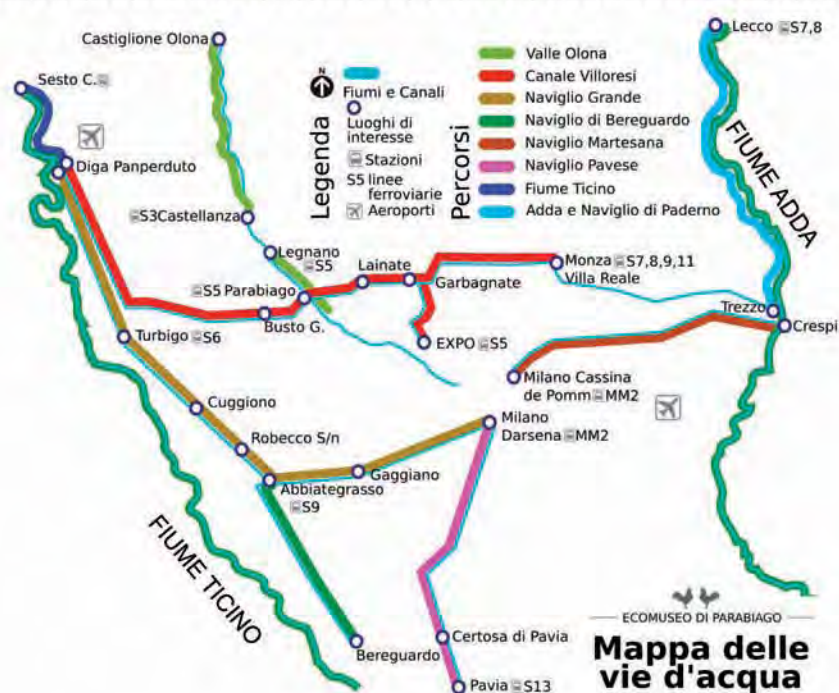 Castiglione Olona
Lecco S7,8
Sesto C.
Legenda
N
Fiumi e Canali
Luoghi di
interesse
Stazioni
S5 linee
ferroviarie
Aeroporti
Percorsi
Valle Olona
Canale Villoresi
Naviglio Grande
Naviglio di Bereguardo
Naviglio Martesana
Naviglio Pavese
Fiume Ticino
Adda e Naviglio di Paderno
FIUME ADDA
Diga Panperduto
S3Castellanza
Legnano
S5
S5 Parabiago
Lainate
Garbagnate
Monza S7,8,9,11
Villa Reale
Trezzo
Crespi
Busto G.
Turbigo S6
EXPO S5
Milano Cassina
de Pomm MM2
Cuggiono
Robecco S/n
Milano
Darsena MM2
Gaggiano
Abbiategrasso
S9
FIUME TICINO
Bereguardo
Certosa di Pavia
Pavia S13
ECOMUSEO DI PARABIAGO
Mappa delle
vie d'acqua